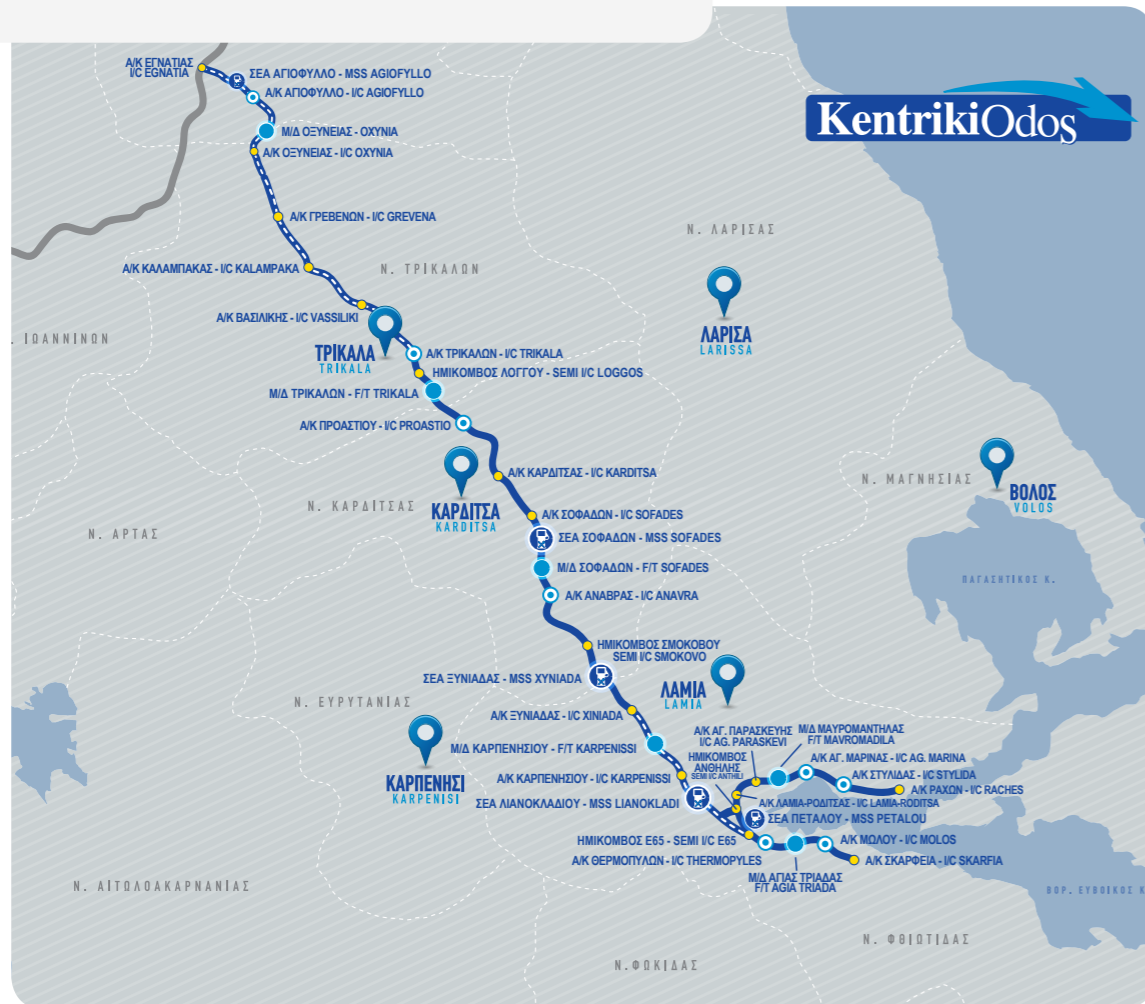 Α/Κ ΕΓΝΑΤΙΑΣ
I/C EGNATIA
ΣΕΑ ΑΓΙΟΦΥΛΛΟ - MSS AGIOFYLLO
Α/Κ ΑΓΙΟΦΥΛΛΟ - I/C AGIOFYLLO
KentrikiOdos
Μ/Δ ΟΞΥΝΕΙΑΣ - OXYNIA
Α/Κ ΟΞΥΝΕΙΑΣ - I/C OXYNIA
Α/Κ ΓΡΕΒΕΝΩΝ - I/C GREVENA
Ν. ΛΑΡΙΣΑΣ
Α/Κ ΚΑΛΑΜΠΑΚΑΣ - I/C KALAMPAKA
Ν. ΤΡΙΚΑΛΩΝ
Α/Κ ΒΑΣΙΛΙΚΗΣ - I/C VASSILIKI
. ΙΩΑΝΝΙΝΩΝ
ΛΑΡΙΣΑ
LARISSA
ΤΡΙΚΑΛΑ
TRIKALA
Α/Κ ΤΡΙΚΑΛΩΝ - I/C TRIKALA
ΗΜΙΚΟΜΒΟΣ ΛΟΓΓΟΥ - SEMI I/C LOGGOS
Μ/Δ ΤΡΙΚΑΛΩΝ - F/T TRIKALA
Α/Κ ΠΡΟΑΣΤΙΟΥ - I/C PROASTIO
Α/Κ ΚΑΡΔΙΤΣΑΣ - I/C KARDITSA
Ν. ΜΑΓΝΗΣΙΑΣ
ΒΟΛΟΣ
VOLOS
Ν. ΚΑΡΔΙΤΣΑΣ
ΚΑΡΔΙΤΣΑ
KARDITSA
Α/Κ ΣΟΦΑΔΩΝ - I/C SOFADES
Ν. ΑΡΤΑΣ
ΣΕΑ ΣΟΦΑΔΩΝ - MSS SOFADES
Μ/Δ ΣΟΦΑΔΩΝ - F/T SOFADES
ΠΑΓΑΣΗΤΙΚΟΣ Κ.
Α/Κ ΑΝΑΒΡΑΣ - I/C ANAVRA
ΗΜΙΚΟΜΒΟΣ ΣΜΟΚΟΒΟΥ
SEMI I/C SMOKOVO
ΣΕΑ ΞΥΝΙΑΔΑΣ - MSS XYNIADA
ΛΑΜΙΑ
LAMIA
Ν. ΕΥΡΥΤΑΝΙΑΣ
Α/Κ ΞΥΝΙΑΔΑΣ - I/C XINIADA
Α/Κ ΑΓ. ΠΑΡΑΣΚΕΥΗΣ
I/C AG. PARASKEVI
Μ/Δ ΜΑΥΡΟΜΑΝΤΗΛΑΣ
F/T MAVROMADILA
Μ/Δ ΚΑΡΠΕΝΗΣΙΟΥ - F/T KARPENISSI
ΗΜΙΚΟΜΒΟΣ
ΑΝΘΗΛΗΣ
SEMI I/C ANTHILI
Α/Κ ΑΓ. ΜΑΡΙΝΑΣ - I/C AG. MARINA
ΚΑΡΠΕΝΗΣΙ
KARPENISI
Α/Κ ΚΑΡΠΕΝΗΣΙΟΥ - I/C KARPENISSI
Α/Κ ΣΤΥΛΙΔΑΣ - I/C STYLIDA
Α/Κ ΡΑΧΩΝ - I/C RACHES
ΣΕΑ ΛΙΑΝΟΚΛΑΔΙΟΥ - MSS LIANOKLADI
Α/Κ ΛΑΜΙΑ-ΡΟΔΙΤΣΑΣ - I/C LAMIA-RODITSA
ΣΕΑ ΠΕΤΑΛΟΥ - MSS PETALOU
ΗΜΙΚΟΜΒΟΣ Ε65 - SEMI I/C E65
Α/Κ ΜΩΛΟΥ - I/C MOLOS
Α/Κ ΘΕΡΜΟΠΥΛΩΝ - I/C THERMOPYLES
Α/Κ ΣΚΑΡΦΕΙΑ - I/C SKARFIA
Μ/Δ ΑΓΙΑΣ ΤΡΙΑΔΑΣ
F/T AGIA TRIADA
Ν. ΑΙΤΩΛΟΑΚΑΡΝΑΝΙΑΣ
ΒΟΡ. ΕΥΒΟΙΚΟΣ Κ
Ν. ΦΘΙΩΤΙΔΑΣ
Ν.ΦΩΚΙΔΑΣ